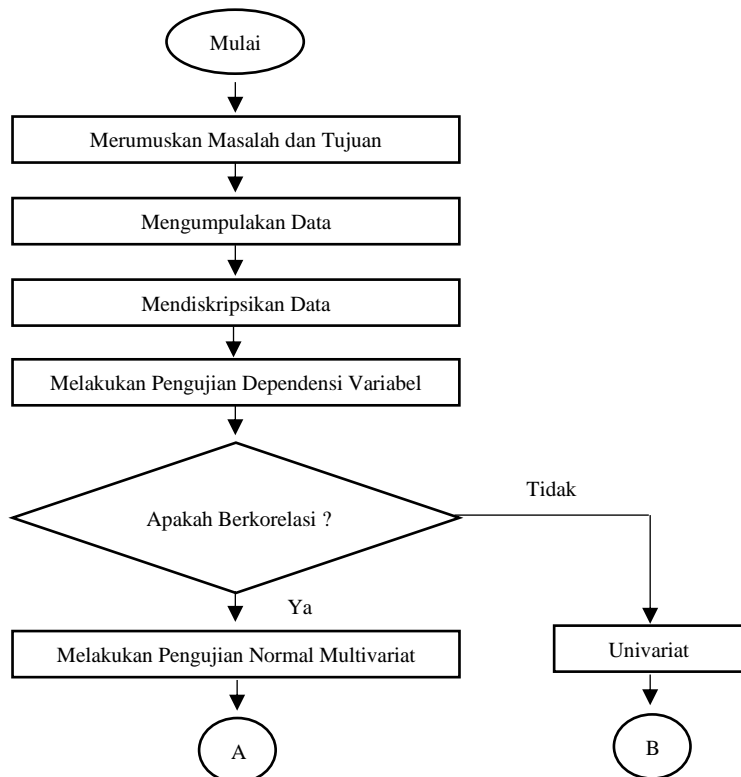 Mulai
Merumuskan Masalah dan Tujuan
Mengumpulakan Data
Mendiskripsikan Data
Melakukan Pengujian Dependensi Variabel
Apakah Berkorelasi ?
Tidak
Ya
Melakukan Pengujian Normal Multivariat
Univariat
A
B